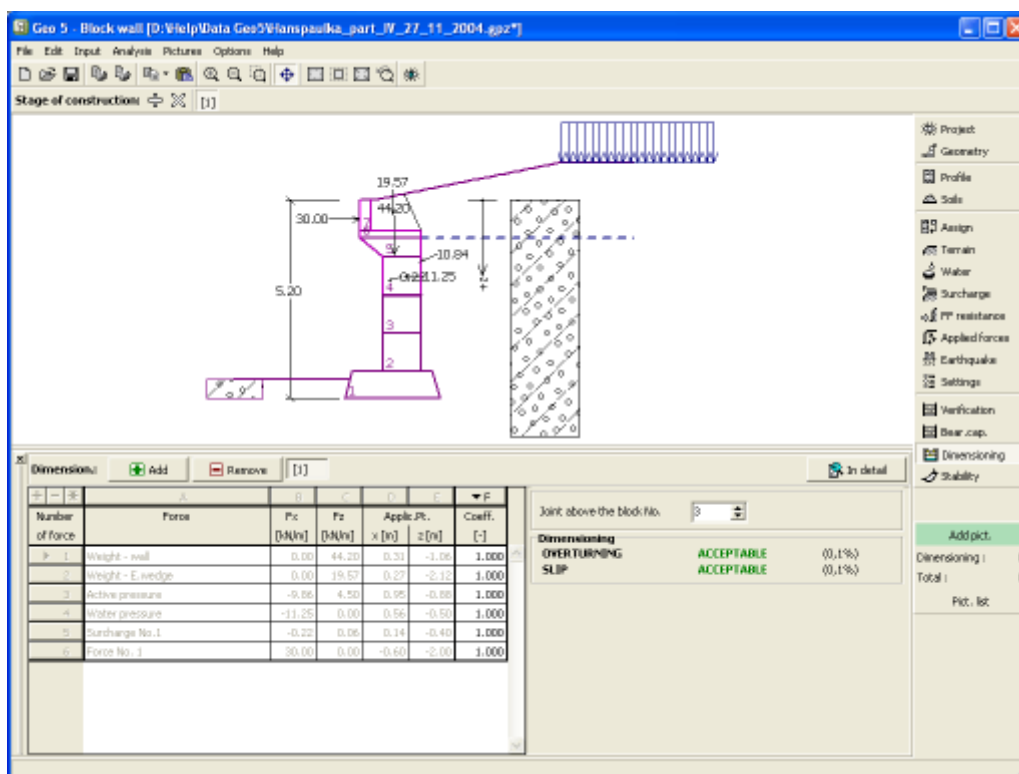 Geo 5 - Block wall [D:\Help\Data Geo5\Hanspaulka_part_IV_27_11_2004.gpz*]
File Edit Input Analysis Pictures Options Help
Stage of construction: [1]
19.57
44.20
30.00
10.84
11.25
5.20
+z
7
6
5
4
3
2
1
Project
Geometry
Profile
Soils
Assign
Terrain
Water
Surcharge
FF resistance
Applied forces
Earthquake
Settings
Verification
Bear.cap.
Dimensioning
Stability
Add pict.
Dimensioning :
Total :
Pict. list
Dimension.: Add Remove [1] In detail
A B C D E F
Number Force Fx Fz Applic.Pt. Coeff.
of force [kN/m] [kN/m] x [m] z [m] [-]
1 Weight - wall 0.00 44.20 0.31 -1.06 1.000
2 Weight - E.wedge 0.00 19.57 0.27 -2.12 1.000
3 Active pressure -9.86 4.50 0.95 -0.88 1.000
4 Water pressure -11.25 0.00 0.56 -0.50 1.000
5 Surcharge No.1 -0.22 0.06 0.14 -0.40 1.000
6 Force No. 1 30.00 0.00 -0.60 -2.00 1.000
Joint above the block No. 3
Dimensioning
OVERTURNING ACCEPTABLE (0,1%)
SLIP ACCEPTABLE (0,1%)